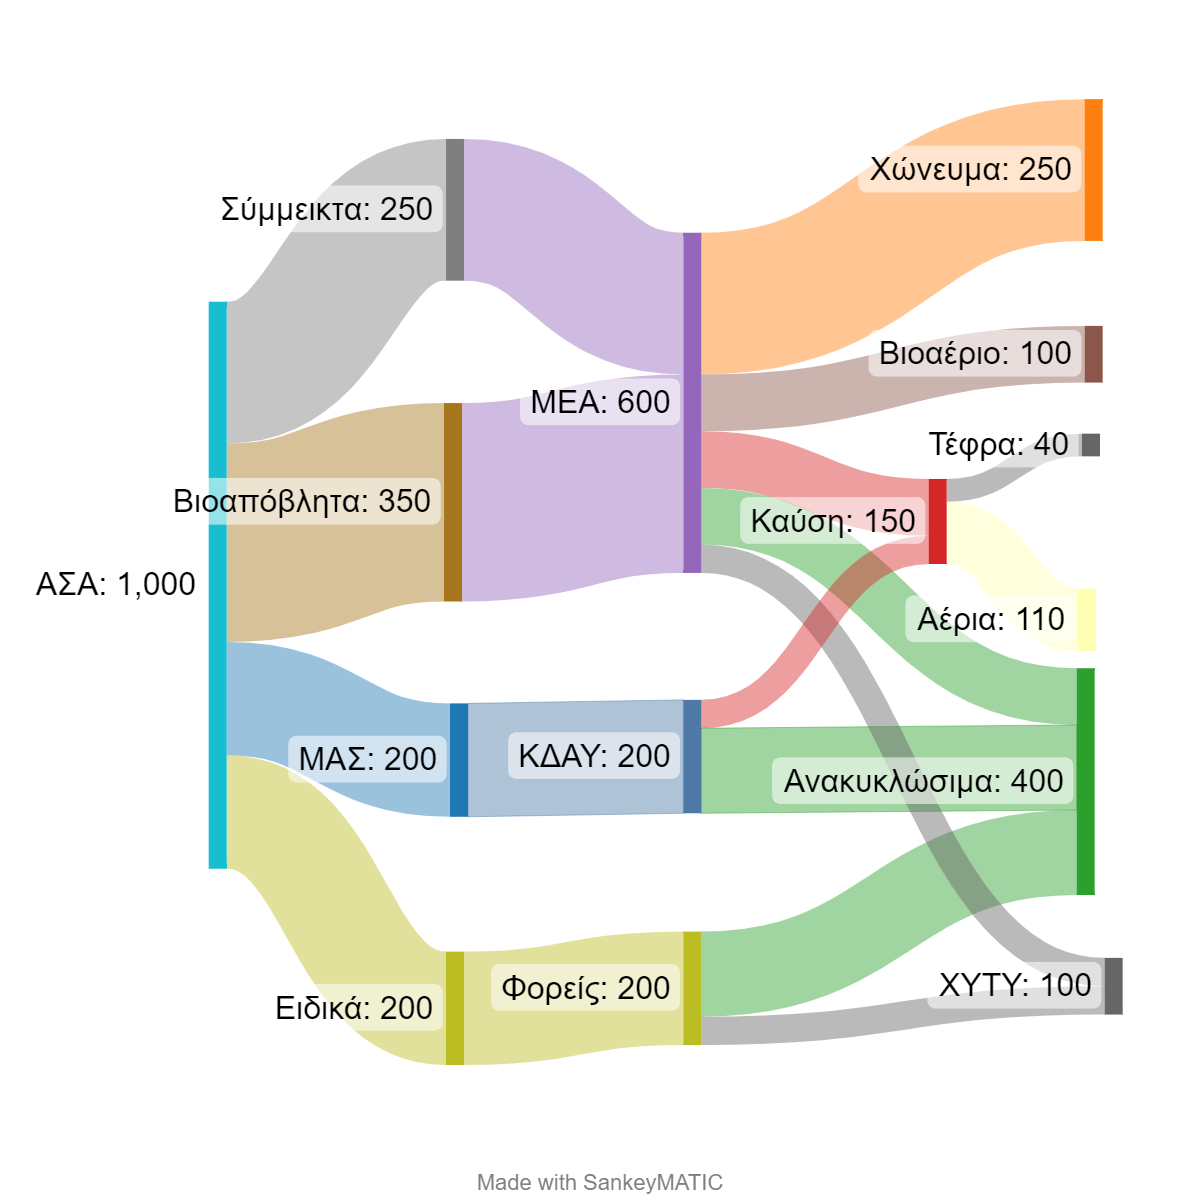 Χώνευμα: 250
Σύμμεικτα: 250
Βιοαέριο: 100
ΜΕΑ: 600
Τέφρα: 40
Βιοαπόβλητα: 350
Καύση: 150
ΑΣΑ: 1,000
Αέρια: 110
ΜΑΣ: 200
ΚΔΑΥ: 200
Ανακυκλώσιμα: 400
Ειδικά: 200
Φορείς: 200
ΧΥΤΥ: 100
Made with SankeyMATIC